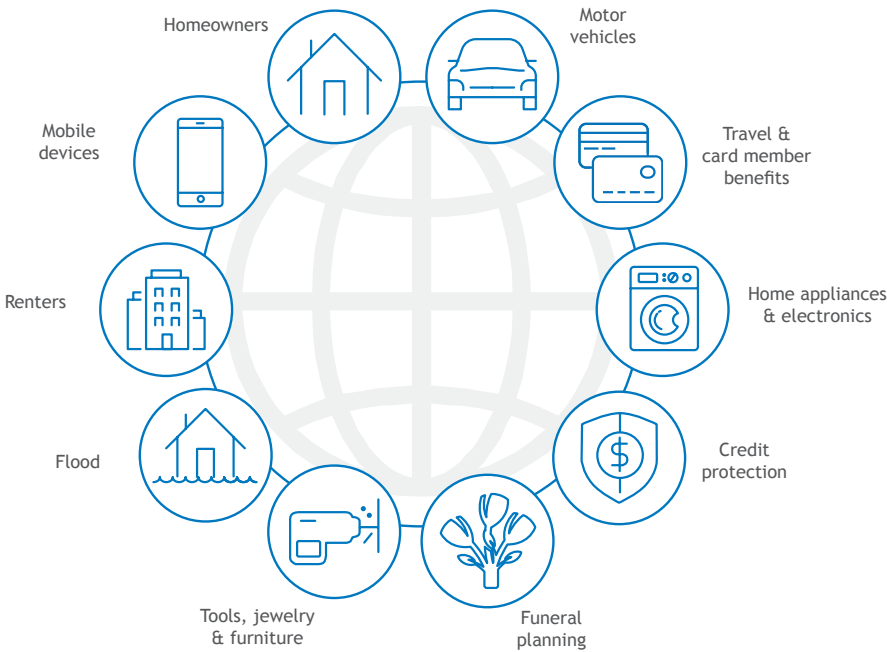 Homeowners
Motor
vehicles
Mobile
devices
Travel &
card member
benefits
Renters
Home appliances
& electronics
Flood
Credit
protection
$
Tools, jewelry
& furniture
Funeral
planning